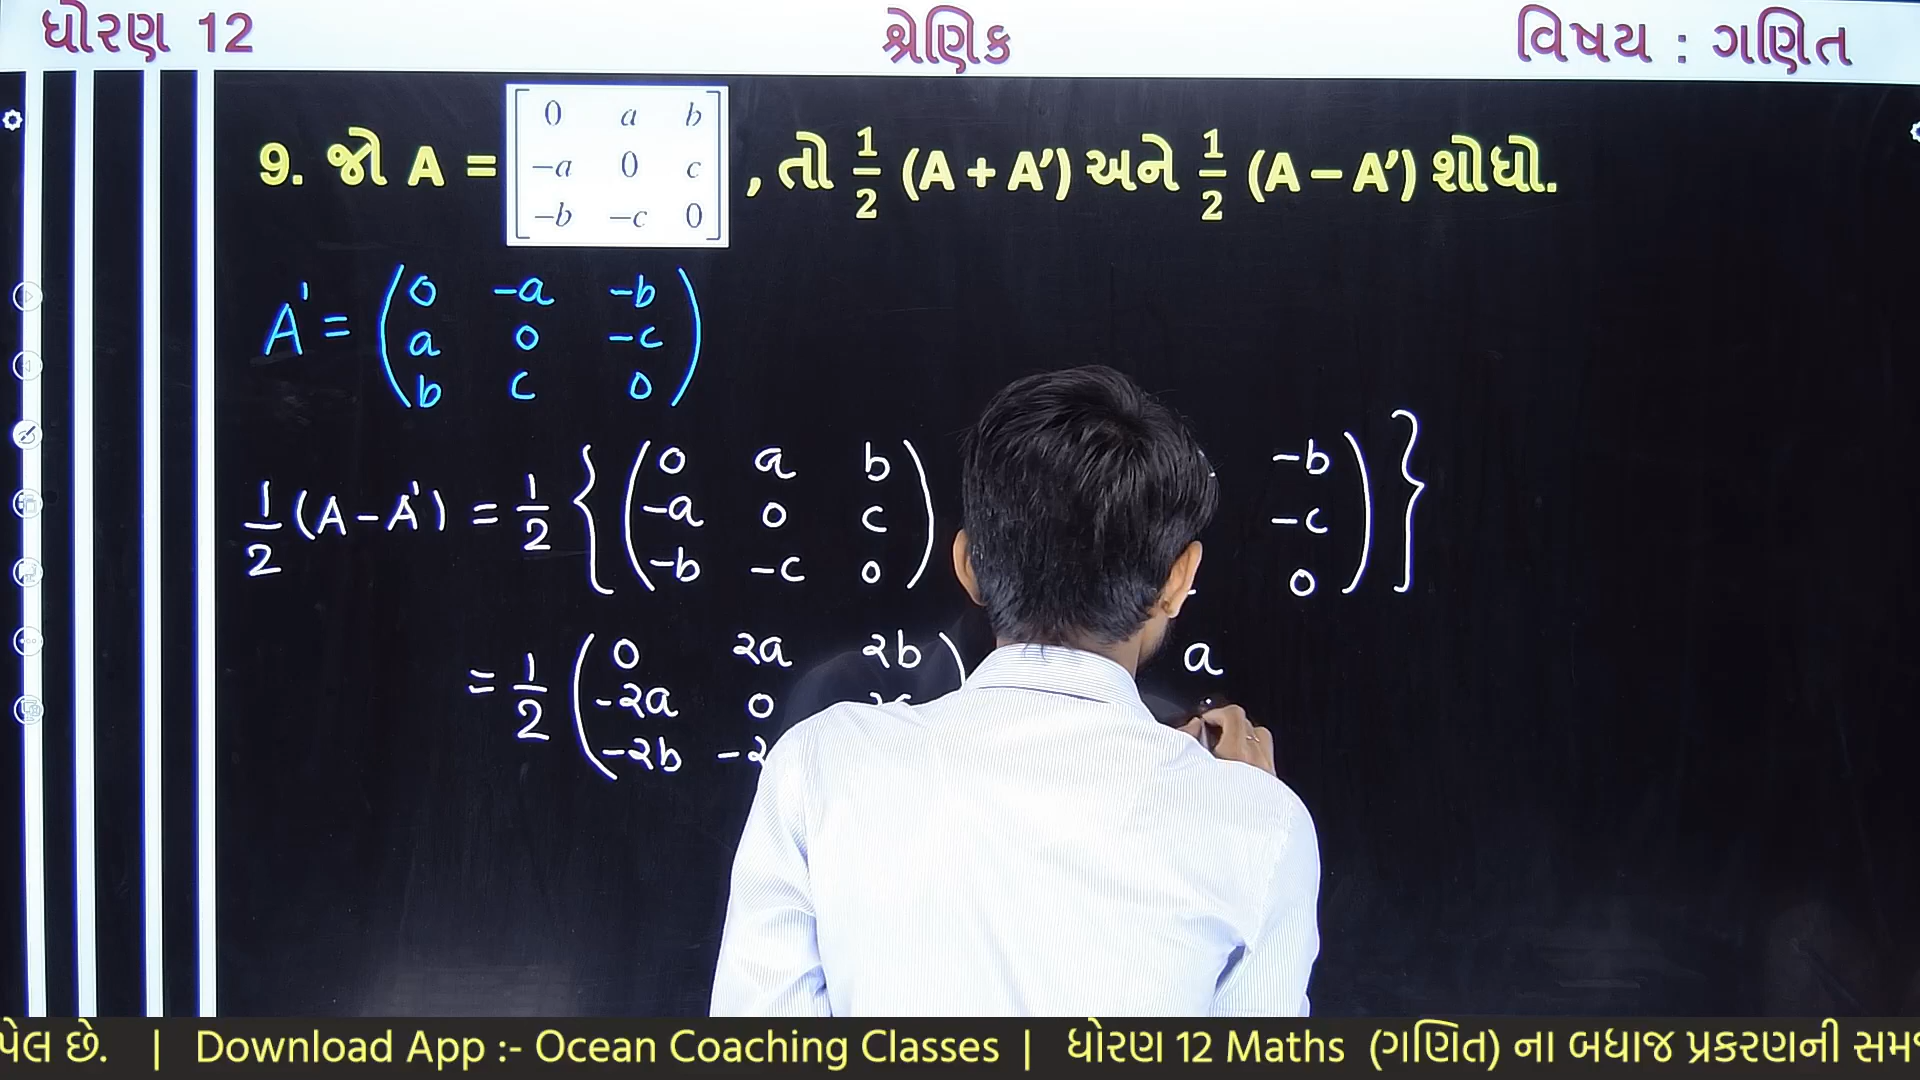 ધોરણ 12 શ્રેણિક વિષય : ગણિત
9. જો A = [0 a b
-a 0 c
-b -c 0] , તો 1/2 (A + A′) અને 1/2 (A – A′) શોધો.
A' = (0 -a -b
a 0 -c
b c 0)
1/2 (A - A') = 1/2 { (0 a b
-a 0 c
-b -c 0) -b
-c
0) }
= 1/2 (0 2a 2b) a
-2a 0
-2b
પેલ છે. | Download App :- Ocean Coaching Classes | ધોરણ 12 Maths (ગણિત) ના બધાજ પ્રકરણની